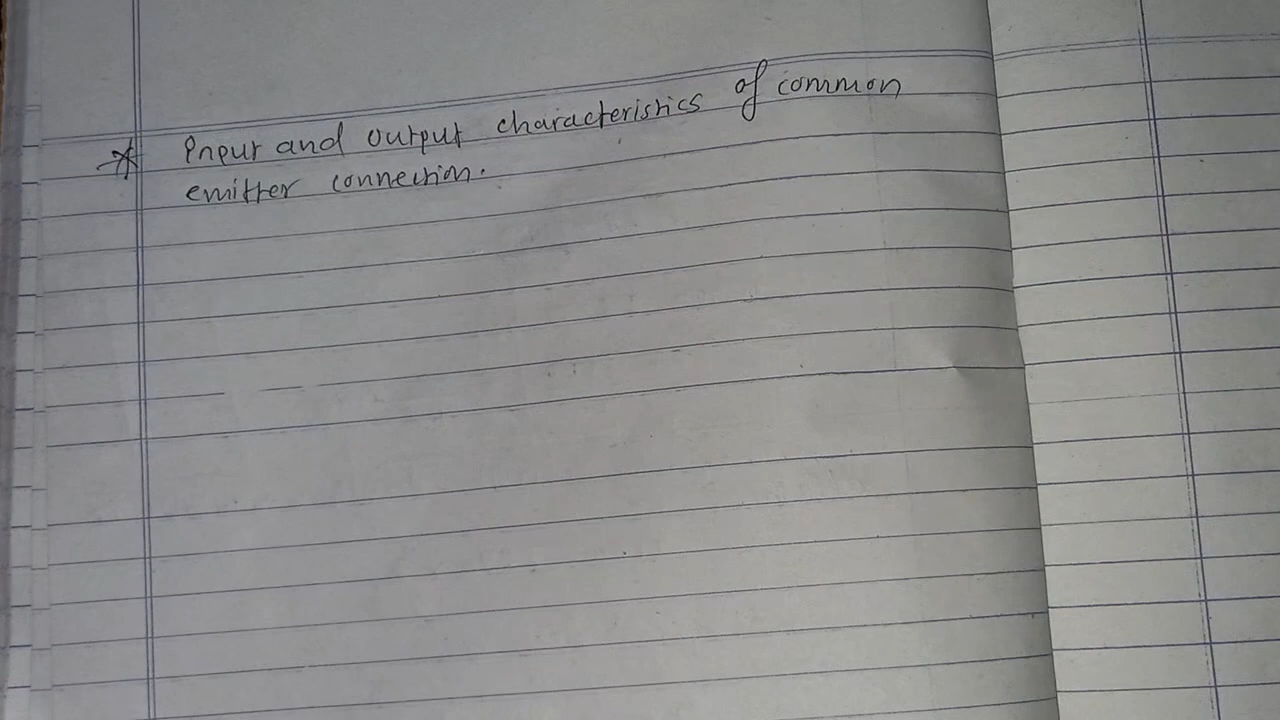 * Input and output characteristics of common
emitter connection.